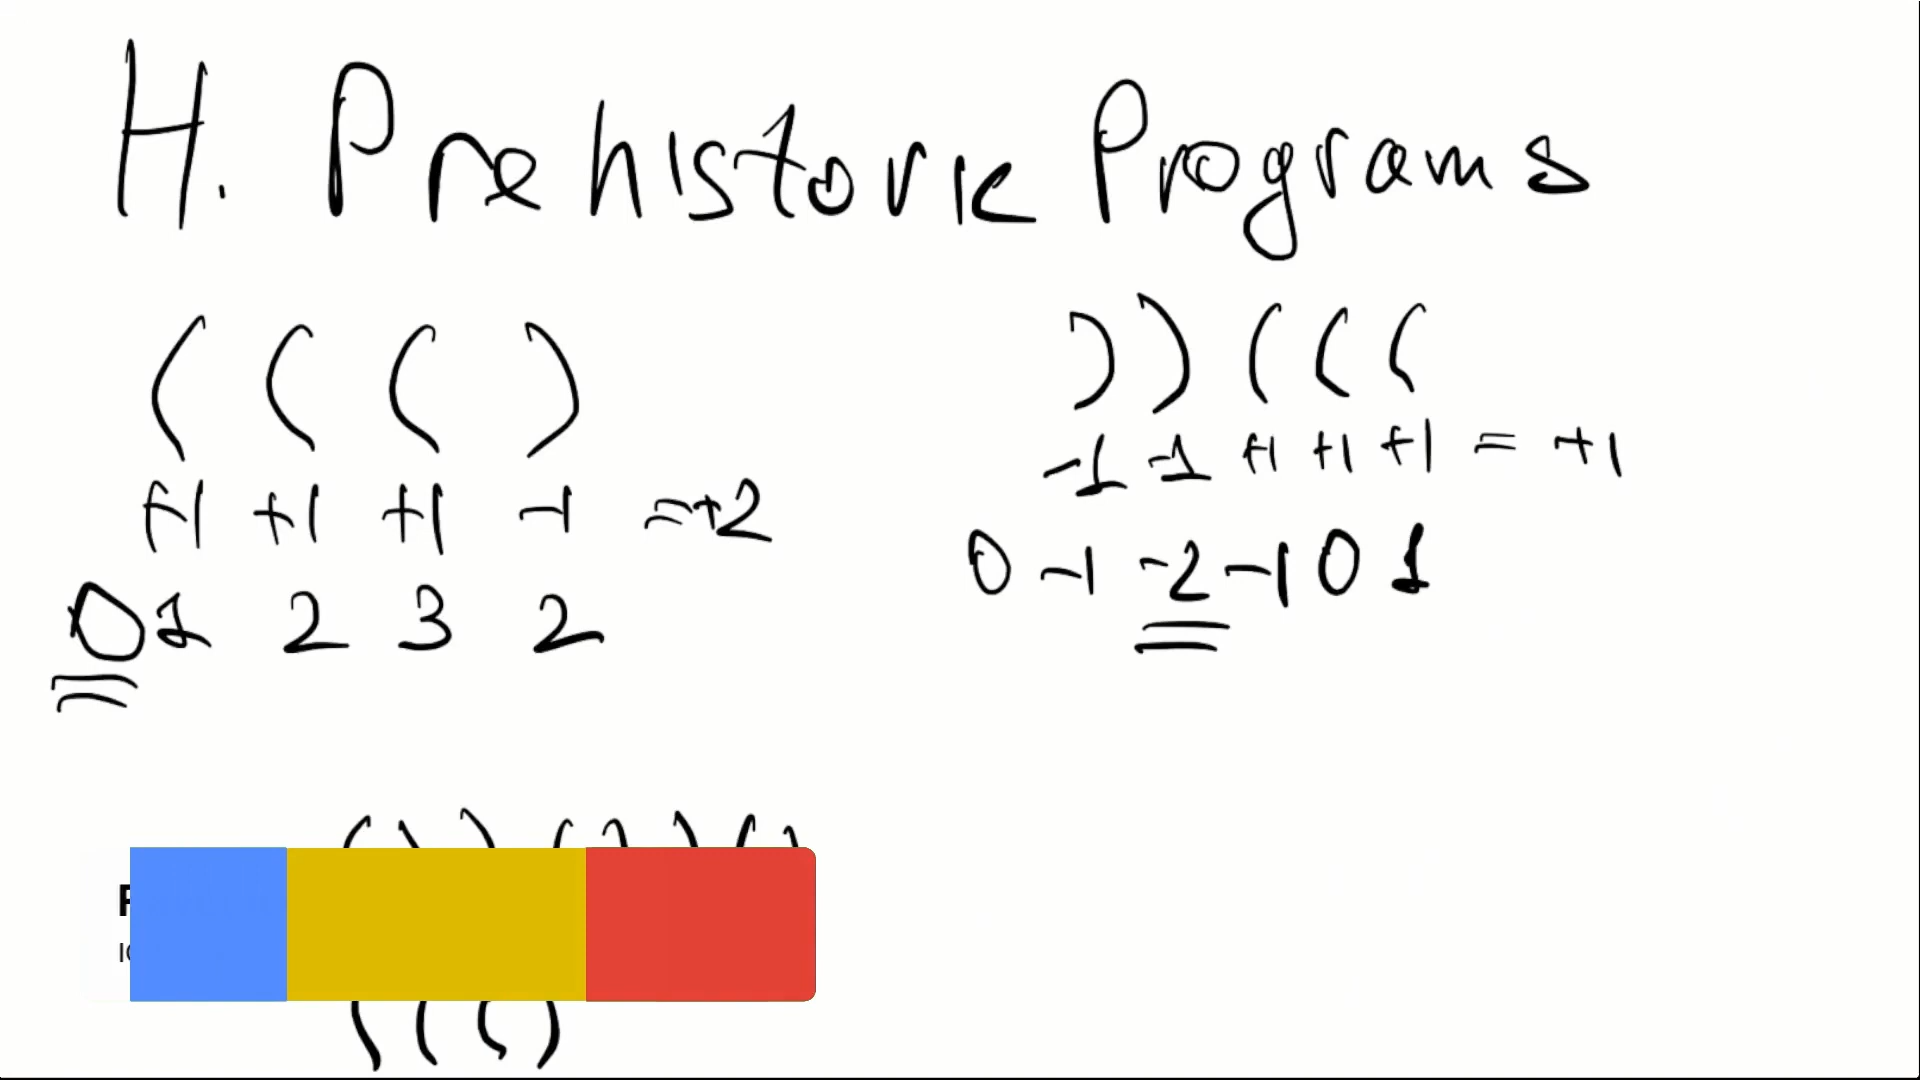 H. Prehistoric Programs
( ( ( )
+1 +1 +1 -1 =+2
0 1 2 3 2
) ) ( ( (
-1 -1 +1 +1 +1 = +1
0 -1 -2 -1 0 1
( ( ( )